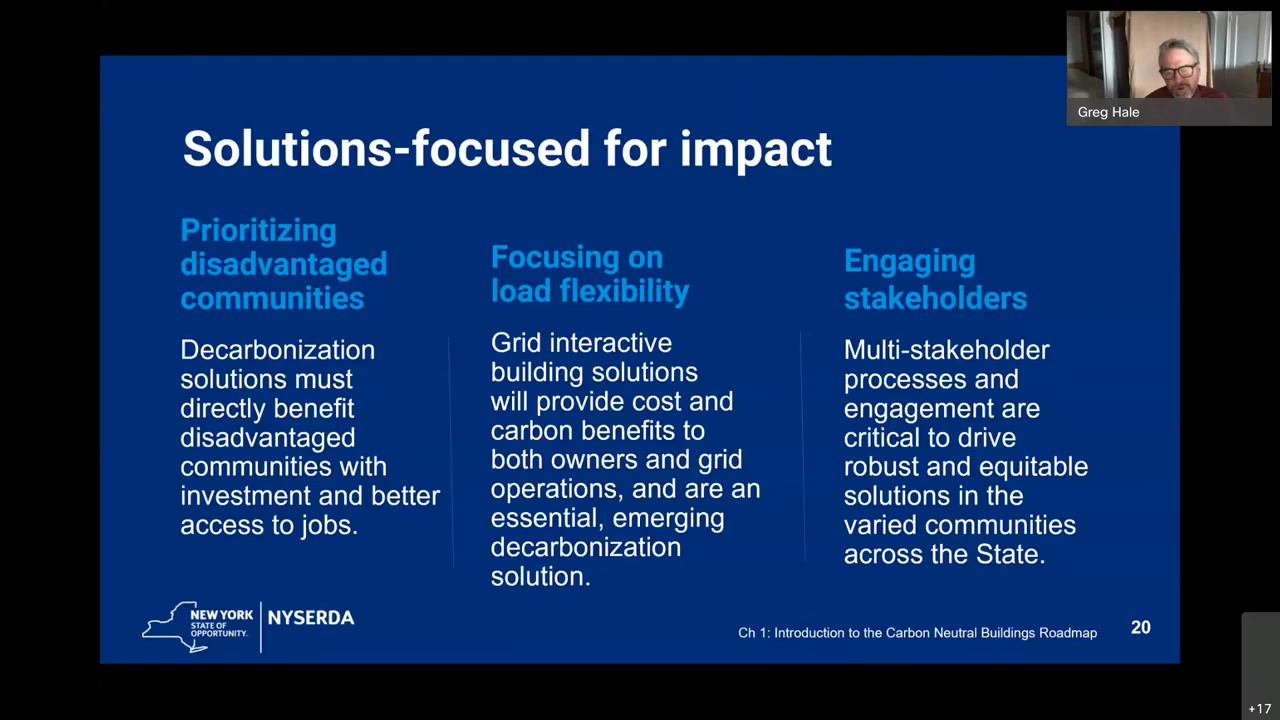 Greg Hale
Solutions-focused for impact
Prioritizing
disadvantaged
communities
Decarbonization
solutions must
directly benefit
disadvantaged
communities with
investment and better
access to jobs.
Focusing on
load flexibility
Grid interactive
building solutions
will provide cost and
carbon benefits to
both owners and grid
operations, and are an
essential, emerging
decarbonization
solution.
Engaging
stakeholders
Multi-stakeholder
processes and
engagement are
critical to drive
robust and equitable
solutions in the
varied communities
across the State.
NEW YORK
STATE OF
OPPORTUNITY.
NYSERDA
Ch 1: Introduction to the Carbon Neutral Buildings Roadmap
20
+17